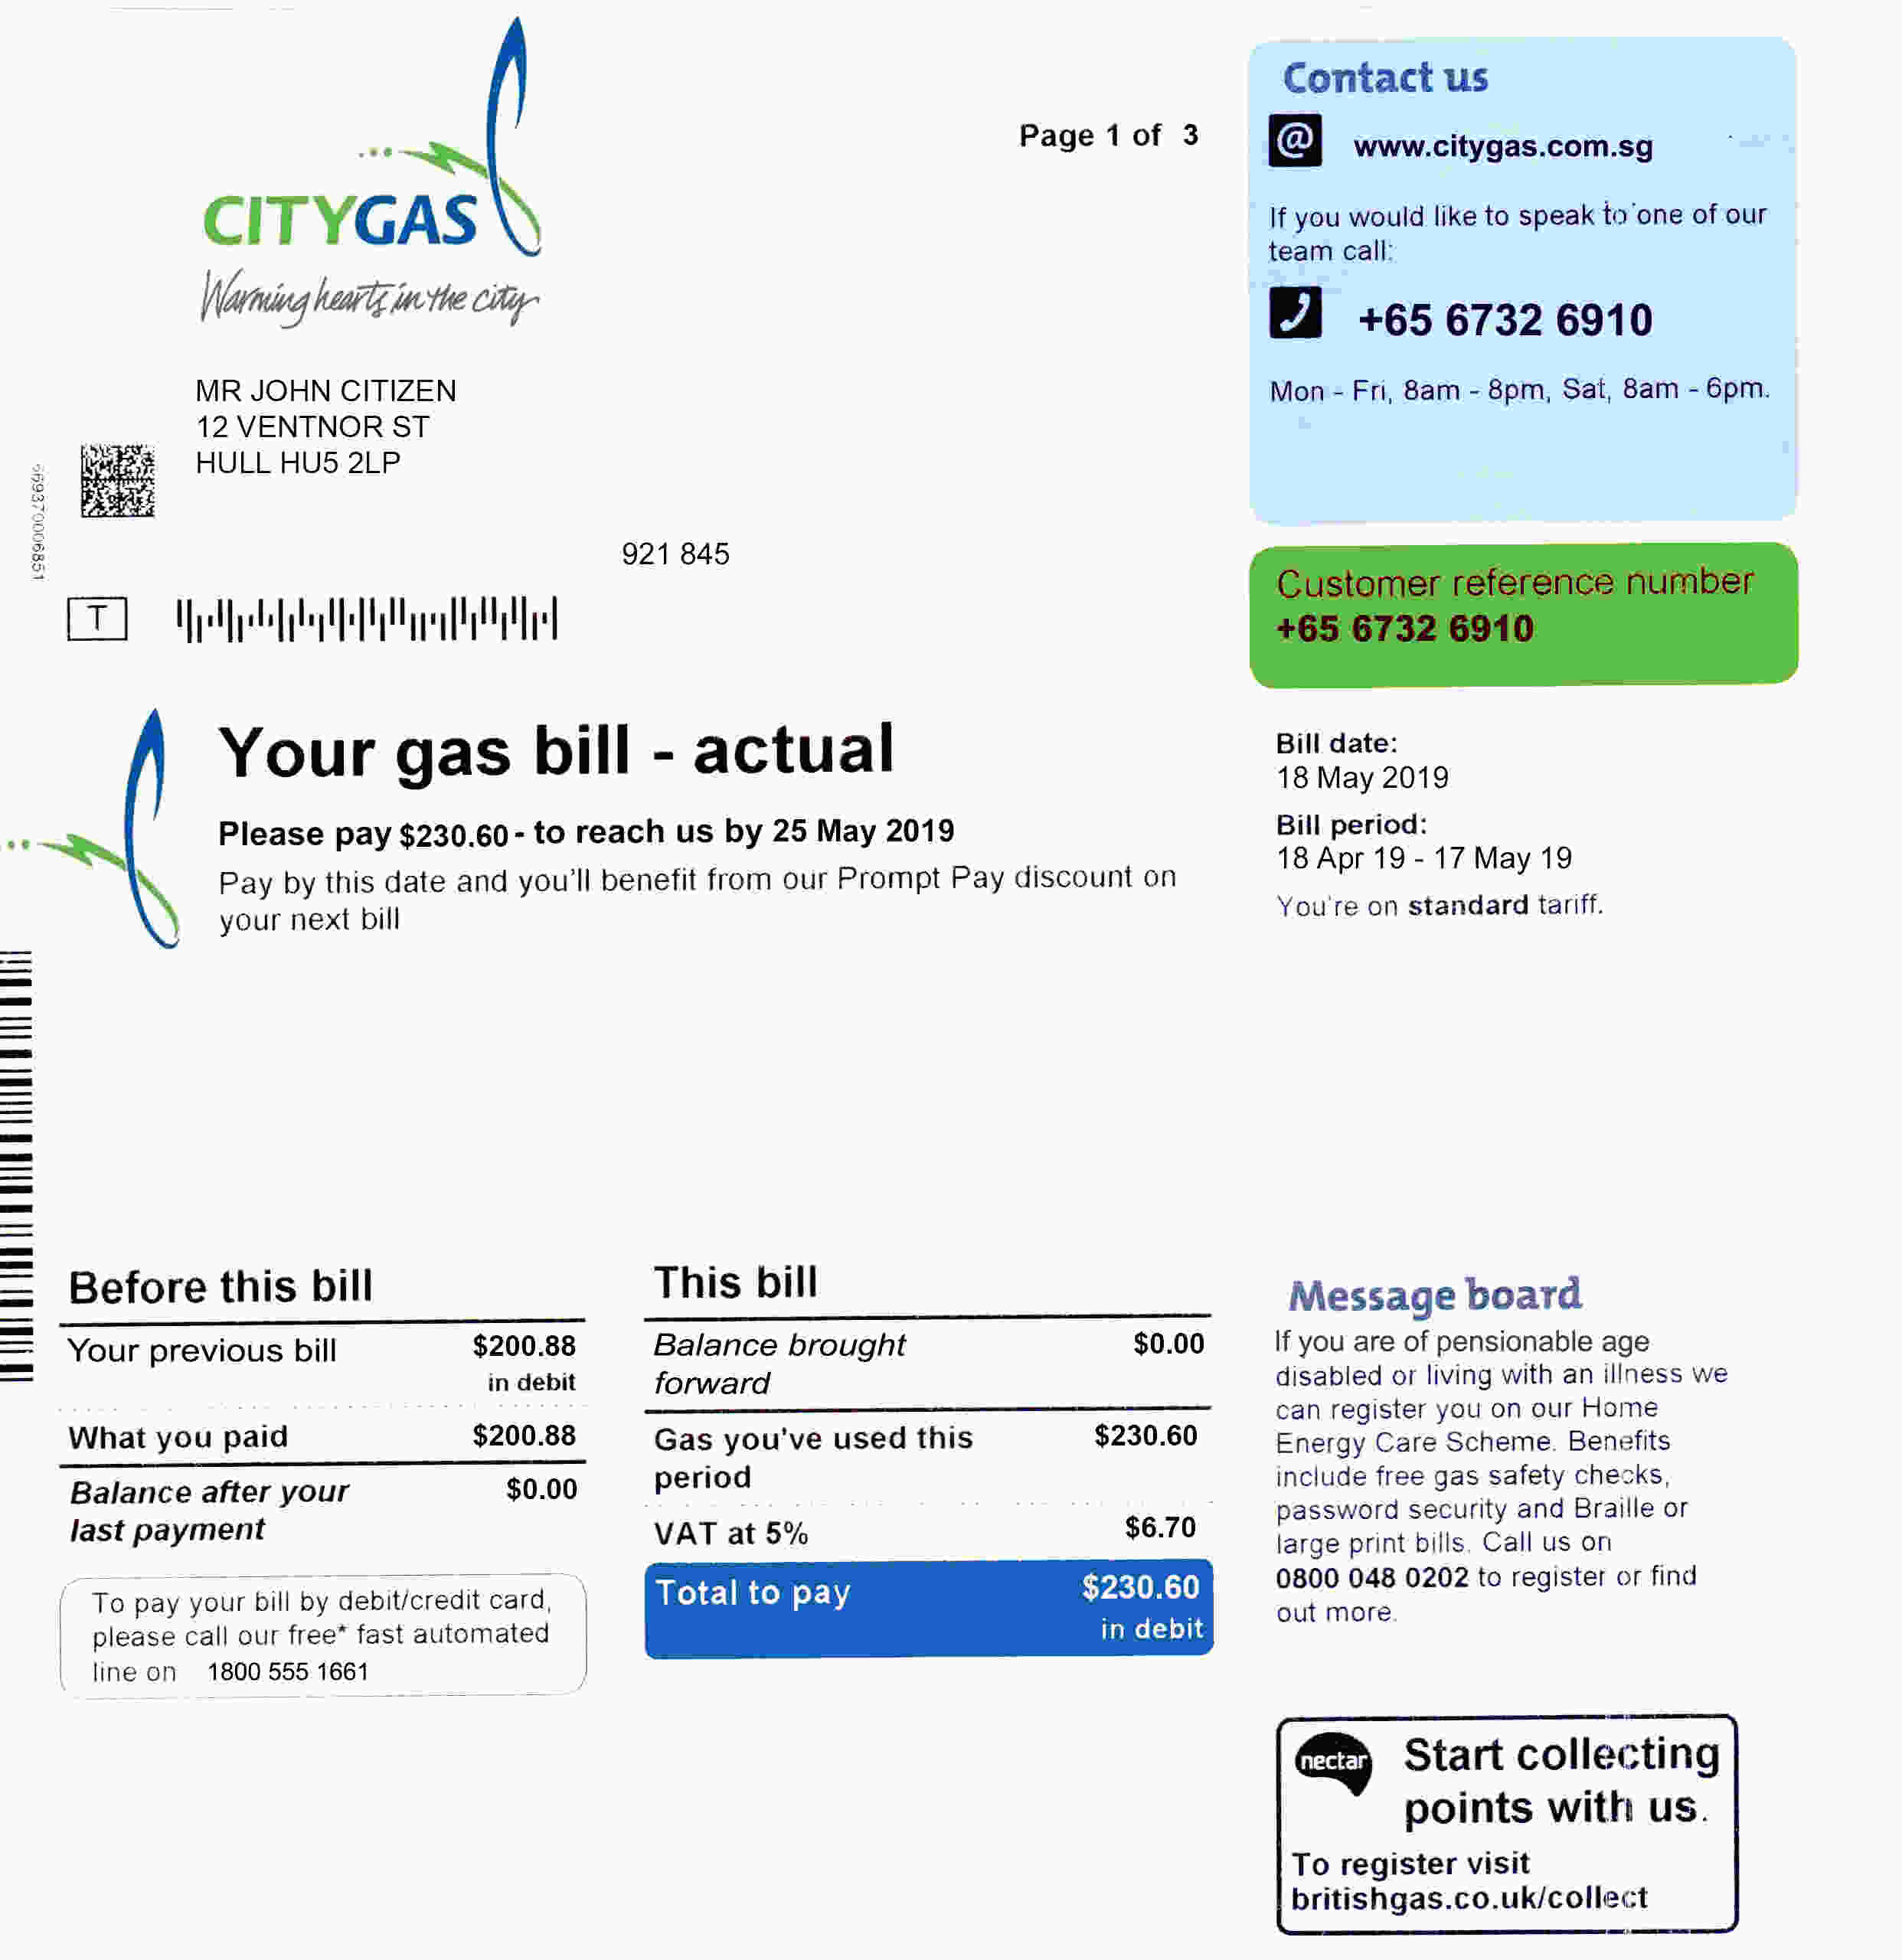 CITYGAS
Warming hearts in the city
Page 1 of 3
Contact us
@ www.citygas.com.sg
If you would like to speak to one of our
team call:
+65 6732 6910
Mon - Fri, 8am - 8pm, Sat, 8am - 6pm.
MR JOHN CITIZEN
12 VENTNOR ST
HULL HU5 2LP
921 845
T
Customer reference number
+65 6732 6910
Your gas bill - actual
Please pay $230.60 - to reach us by 25 May 2019
Pay by this date and you'll benefit from our Prompt Pay discount on
your next bill
Bill date:
18 May 2019
Bill period:
18 Apr 19 - 17 May 19
You're on standard tariff.
Before this bill
Your previous bill $200.88
in debit
What you paid $200.88
Balance after your $0.00
last payment
To pay your bill by debit/credit card,
please call our free* fast automated
line on 1800 555 1661
This bill
Balance brought $0.00
forward
Gas you've used this $230.60
period
VAT at 5% $6.70
Total to pay $230.60
in debit
Message board
If you are of pensionable age
disabled or living with an illness we
can register you on our Home
Energy Care Scheme. Benefits
include free gas safety checks,
password security and Braille or
large print bills. Call us on
0800 048 0202 to register or find
out more.
nectar
Start collecting
points with us.
To register visit
britishgas.co.uk/collect